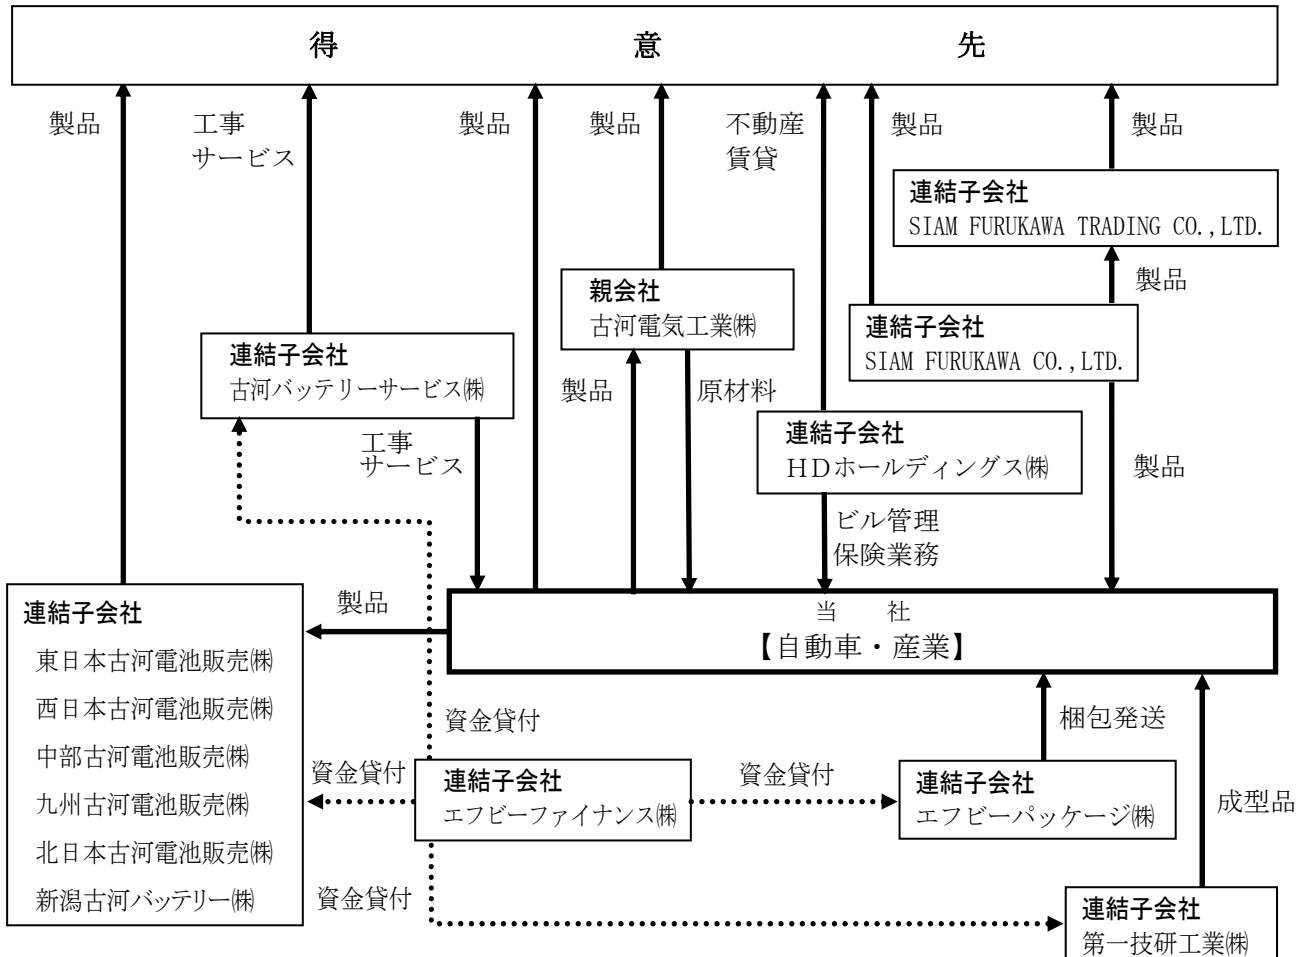 得意先
製品
工事
サービス
製品
製品
不動産
賃貸
製品
製品
連結子会社
SIAM FURUKAWA TRADING CO.,LTD.
製品
親会社
古河電気工業㈱
連結子会社
SIAM FURUKAWA CO.,LTD.
連結子会社
古河バッテリーサービス㈱
製品
原材料
連結子会社
HDホールディングス㈱
工事
サービス
製品
ビル管理
保険業務
連結子会社
東日本古河電池販売㈱
西日本古河電池販売㈱
中部古河電池販売㈱
九州古河電池販売㈱
北日本古河電池販売㈱
新潟古河バッテリー㈱
製品
当社
【自動車・産業】
資金貸付
梱包発送
資金貸付
連結子会社
エフビーファイナンス㈱
資金貸付
連結子会社
エフビーパッケージ㈱
成型品
資金貸付
連結子会社
第一技研工業㈱